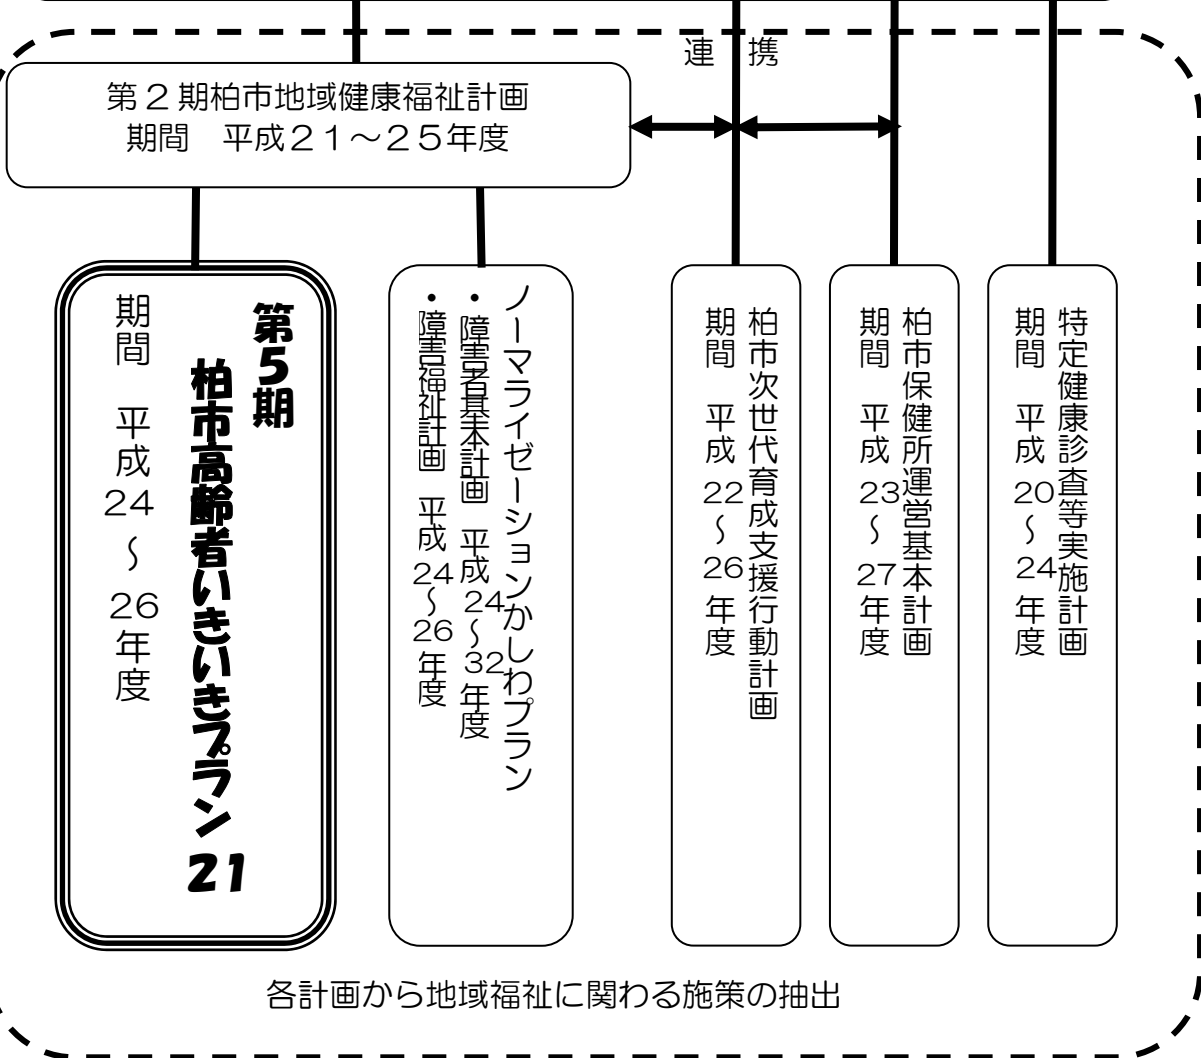 連携
第２期柏市地域健康福祉計画
期間　平成２１～２５年度
第5期
柏市高齢者いきいきプラン21
期間　平成24～26年度
ノーマライゼーションかしわプラン
・障害者基本計画　平成24～32年度
・障害福祉計画　平成24～26年度
柏市次世代育成支援行動計画
期間　平成22～26年度
柏市保健所運営基本計画
期間　平成23～27年度
特定健康診査等実施計画
期間　平成20～24年度
各計画から地域福祉に関わる施策の抽出